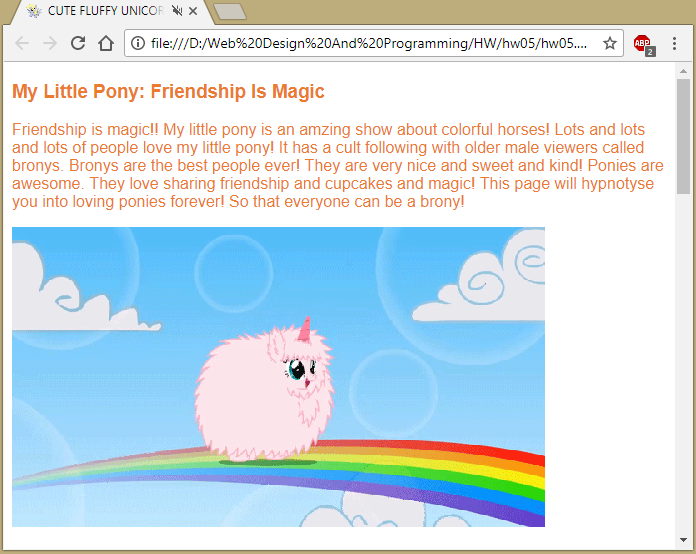 CUTE FLUFFY UNICOR
file:///D:/Web%20Design%20And%20Programming/HW/hw05/hw05....
ABP
2
My Little Pony: Friendship Is Magic
Friendship is magic!! My little pony is an amzing show about colorful horses! Lots and lots
and lots of people love my little pony! It has a cult following with older male viewers called
bronys. Bronys are the best people ever! They are very nice and sweet and kind! Ponies are
awesome. They love sharing friendship and cupcakes and magic! This page will hypnotyse
you into loving ponies forever! So that everyone can be a brony!